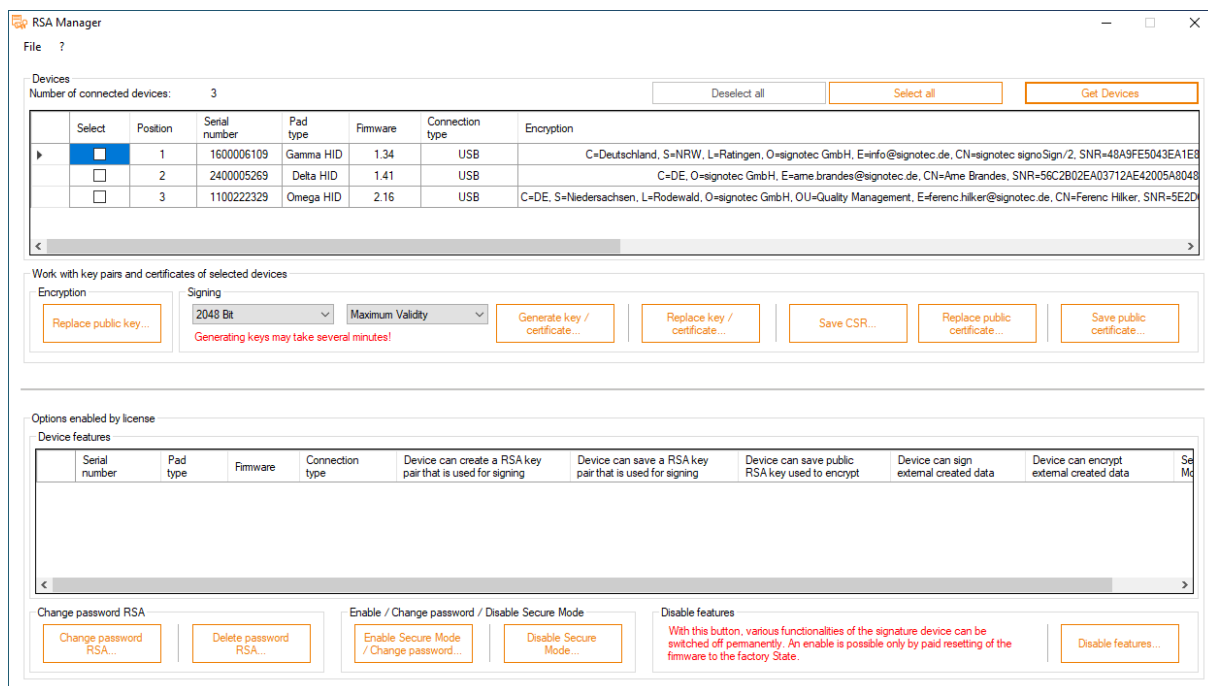 RSA Manager
File ?
Devices
Number of connected devices: 3
Deselect all
Select all
Get Devices
Select Position Serial number Pad type Firmware Connection type Encryption
1 1600006109 Gamma HID 1.34 USB C=Deutschland, S=NRW, L=Ratingen, O=signotec GmbH, E=info@signotec.de, CN=signotec signoSign/2, SNR=48A9FE5043EA1E8
2 2400005269 Delta HID 1.41 USB C=DE, O=signotec GmbH, E=arne.brandes@signotec.de, CN=Arne Brandes, SNR=56C2B02EA03712AE42005A8048
3 1100222329 Omega HID 2.16 USB C=DE, S=Niedersachsen, L=Rodewald, O=signotec GmbH, OU=Quality Management, E=ferenc.hilker@signotec.de, CN=Ferenc Hilker, SNR=5E2D
Work with key pairs and certificates of selected devices
Encryption
Replace public key...
Signing
2048 Bit
Maximum Validity
Generating keys may take several minutes!
Generate key /
certificate...
Replace key /
certificate...
Save CSR...
Replace public
certificate...
Save public
certificate...
Options enabled by license
Device features
Serial number Pad type Firmware Connection type Device can create a RSA key pair that is used for signing Device can save a RSA key pair that is used for signing Device can save public RSA key used to encrypt Device can sign external created data Device can encrypt external created data Se Mo
Change password RSA
Change password
RSA...
Delete password
RSA...
Enable / Change password / Disable Secure Mode
Enable Secure Mode
/ Change password...
Disable Secure
Mode...
Disable features
With this button, various functionalities of the signature device can be
switched off permanently. An enable is possible only by paid resetting of the
firmware to the factory State.
Disable features...